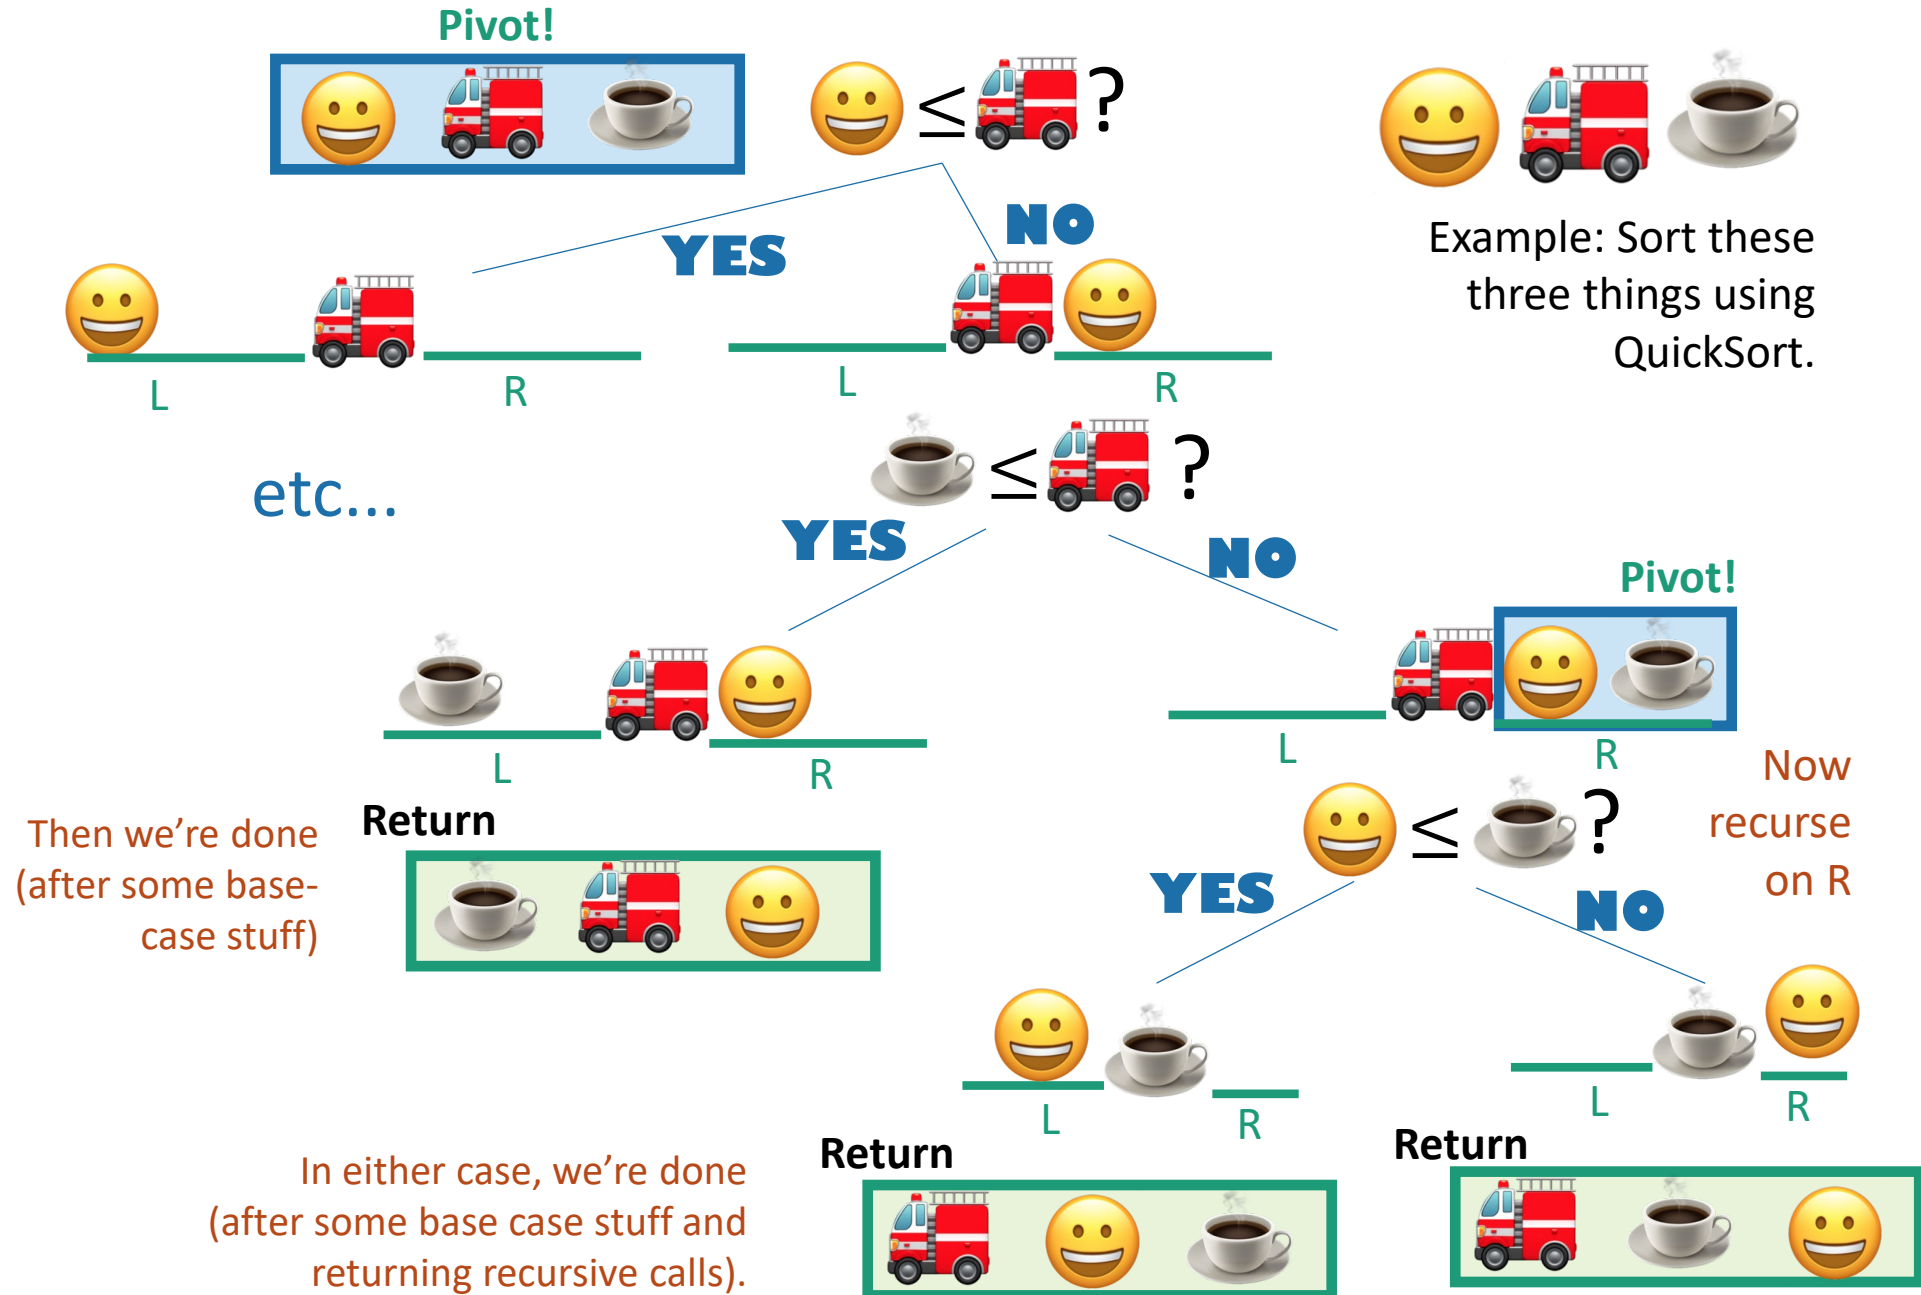 Pivot!
≤ ?
Example: Sort these
three things using
QuickSort.
YES
NO
L
R
L
R
etc...
≤ ?
YES
NO
Pivot!
L
R
L
R
Now
recurse
on R
≤ ?
Then we're done
(after some base-
case stuff)
Return
YES
NO
L
R
L
R
In either case, we're done
(after some base case stuff and
returning recursive calls).
Return
Return